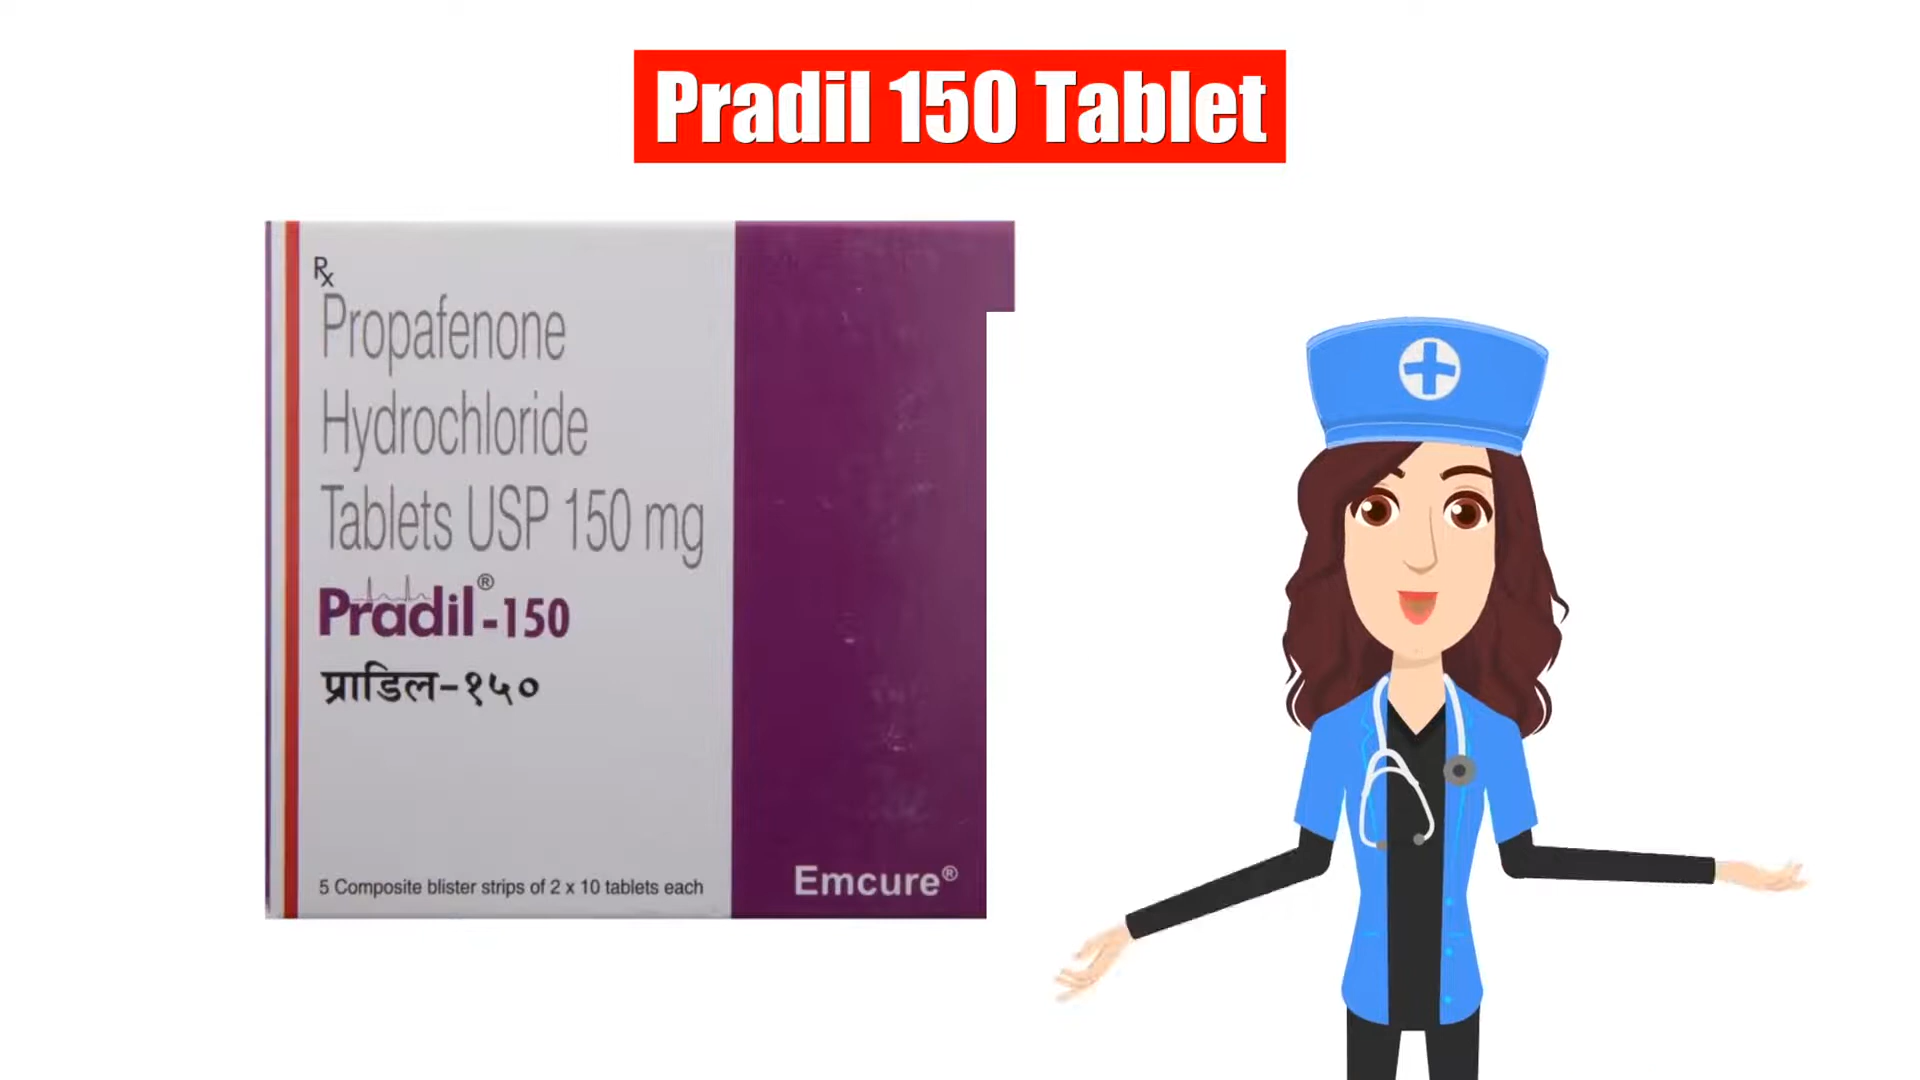 Pradil 150 Tablet
Rx
Propafenone
Hydrochloride
Tablets USP 150 mg
Pradil®-150
प्राडिल-१५०
5 Composite blister strips of 2 x 10 tablets each
Emcure®